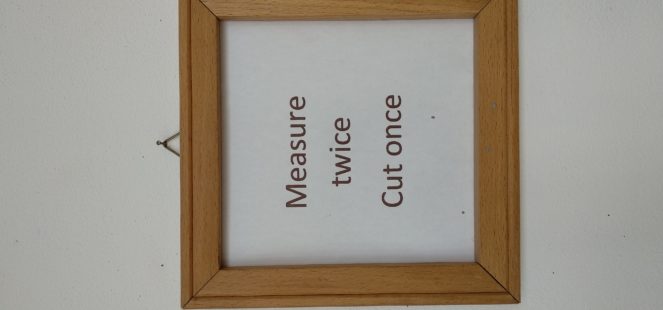 Measure
twice
Cut once